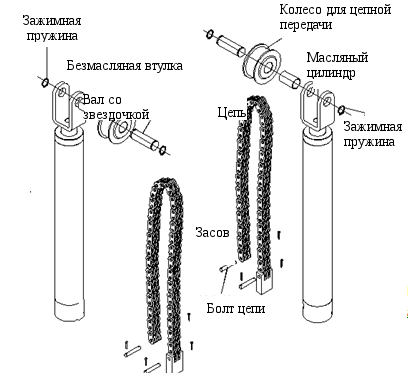 Зажимная
пружина
Колесо для цепной
передачи
Безмасляная втулка
Масляный
цилиндр
Вал со
звездочкой
Цепь
Зажимная
пружина
Засов
Болт цепи